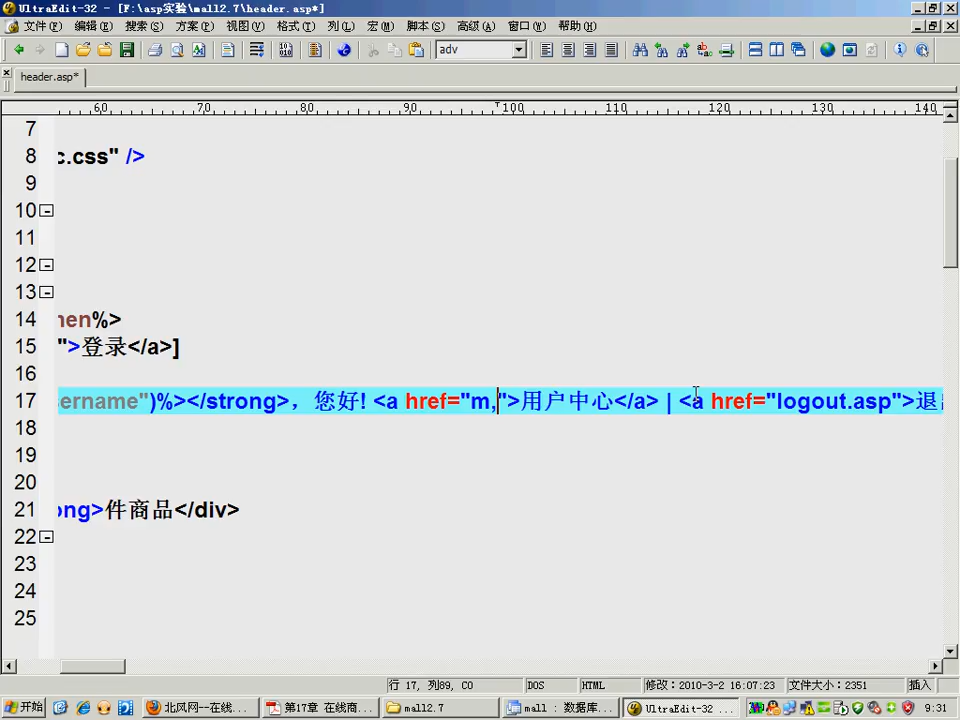 UltraEdit-32 - [F:\asp实验\mall2.7\header.asp*]
文件(F) 编辑(E) 搜索(S) 方案(P) 视图(V) 格式(T) 列(L) 宏(M) 脚本(S) 高级(A) 窗口(W) 帮助(H)
adv
header.asp*
60 70 80 90 100 110 120 130 140
7
8 c.css" />
9
10
11
12
13
14 hen%>
15 ">登录</a>]
16
17 ername")%></strong>，您好! <a href="m,">用户中心</a> | <a href="logout.asp">退
18
19
20
21 ong>件商品</div>
22
23
24
25
行 17, 列89, C0 DOS HTML 修改: 2010-3-2 16:07:23 文件大小: 2351 插入
开始 北风网--在线... 第17章 在线商... mall2.7 mall : 数据库... UltraEdit-32 ... 9:31